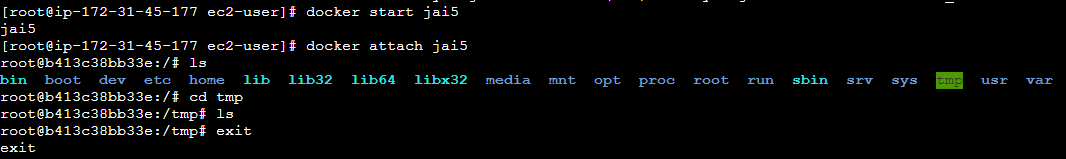 [root@ip-172-31-45-177 ec2-user]# docker start jai5
jai5
[root@ip-172-31-45-177 ec2-user]# docker attach jai5
root@b413c38bb33e:/# ls
bin boot dev etc home lib lib32 lib64 libx32 media mnt opt proc root run sbin srv sys tmp usr var
root@b413c38bb33e:/# cd tmp
root@b413c38bb33e:/tmp# ls
root@b413c38bb33e:/tmp# exit
exit